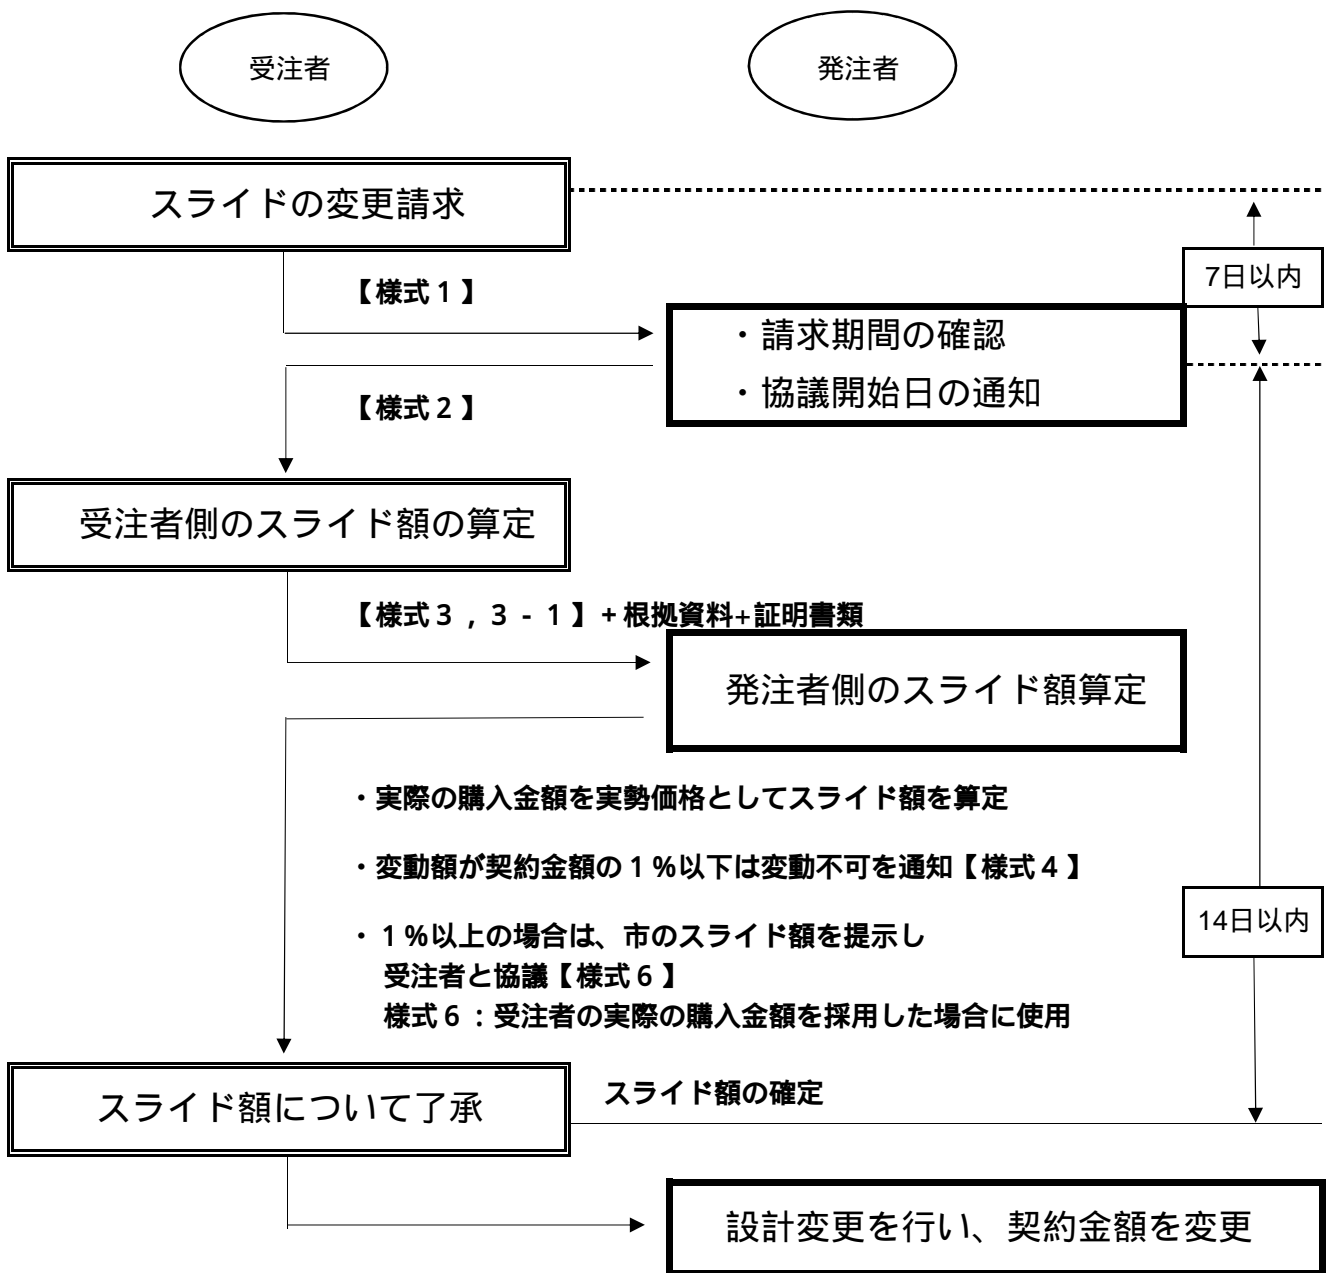 受注者
発注者
スライドの変更請求
7日以内
【様式１】
・請求期間の確認
・協議開始日の通知
【様式２】
受注者側のスライド額の算定
【様式３，３－１】+根拠資料+証明書類
発注者側のスライド額算定
・実際の購入金額を実勢価格としてスライド額を算定
・変動額が契約金額の１％以下は変動不可を通知【様式４】
・１％以上の場合は、市のスライド額を提示し
受注者と協議【様式６】
様式６：受注者の実際の購入金額を採用した場合に使用
14日以内
スライド額について了承
スライド額の確定
設計変更を行い、契約金額を変更